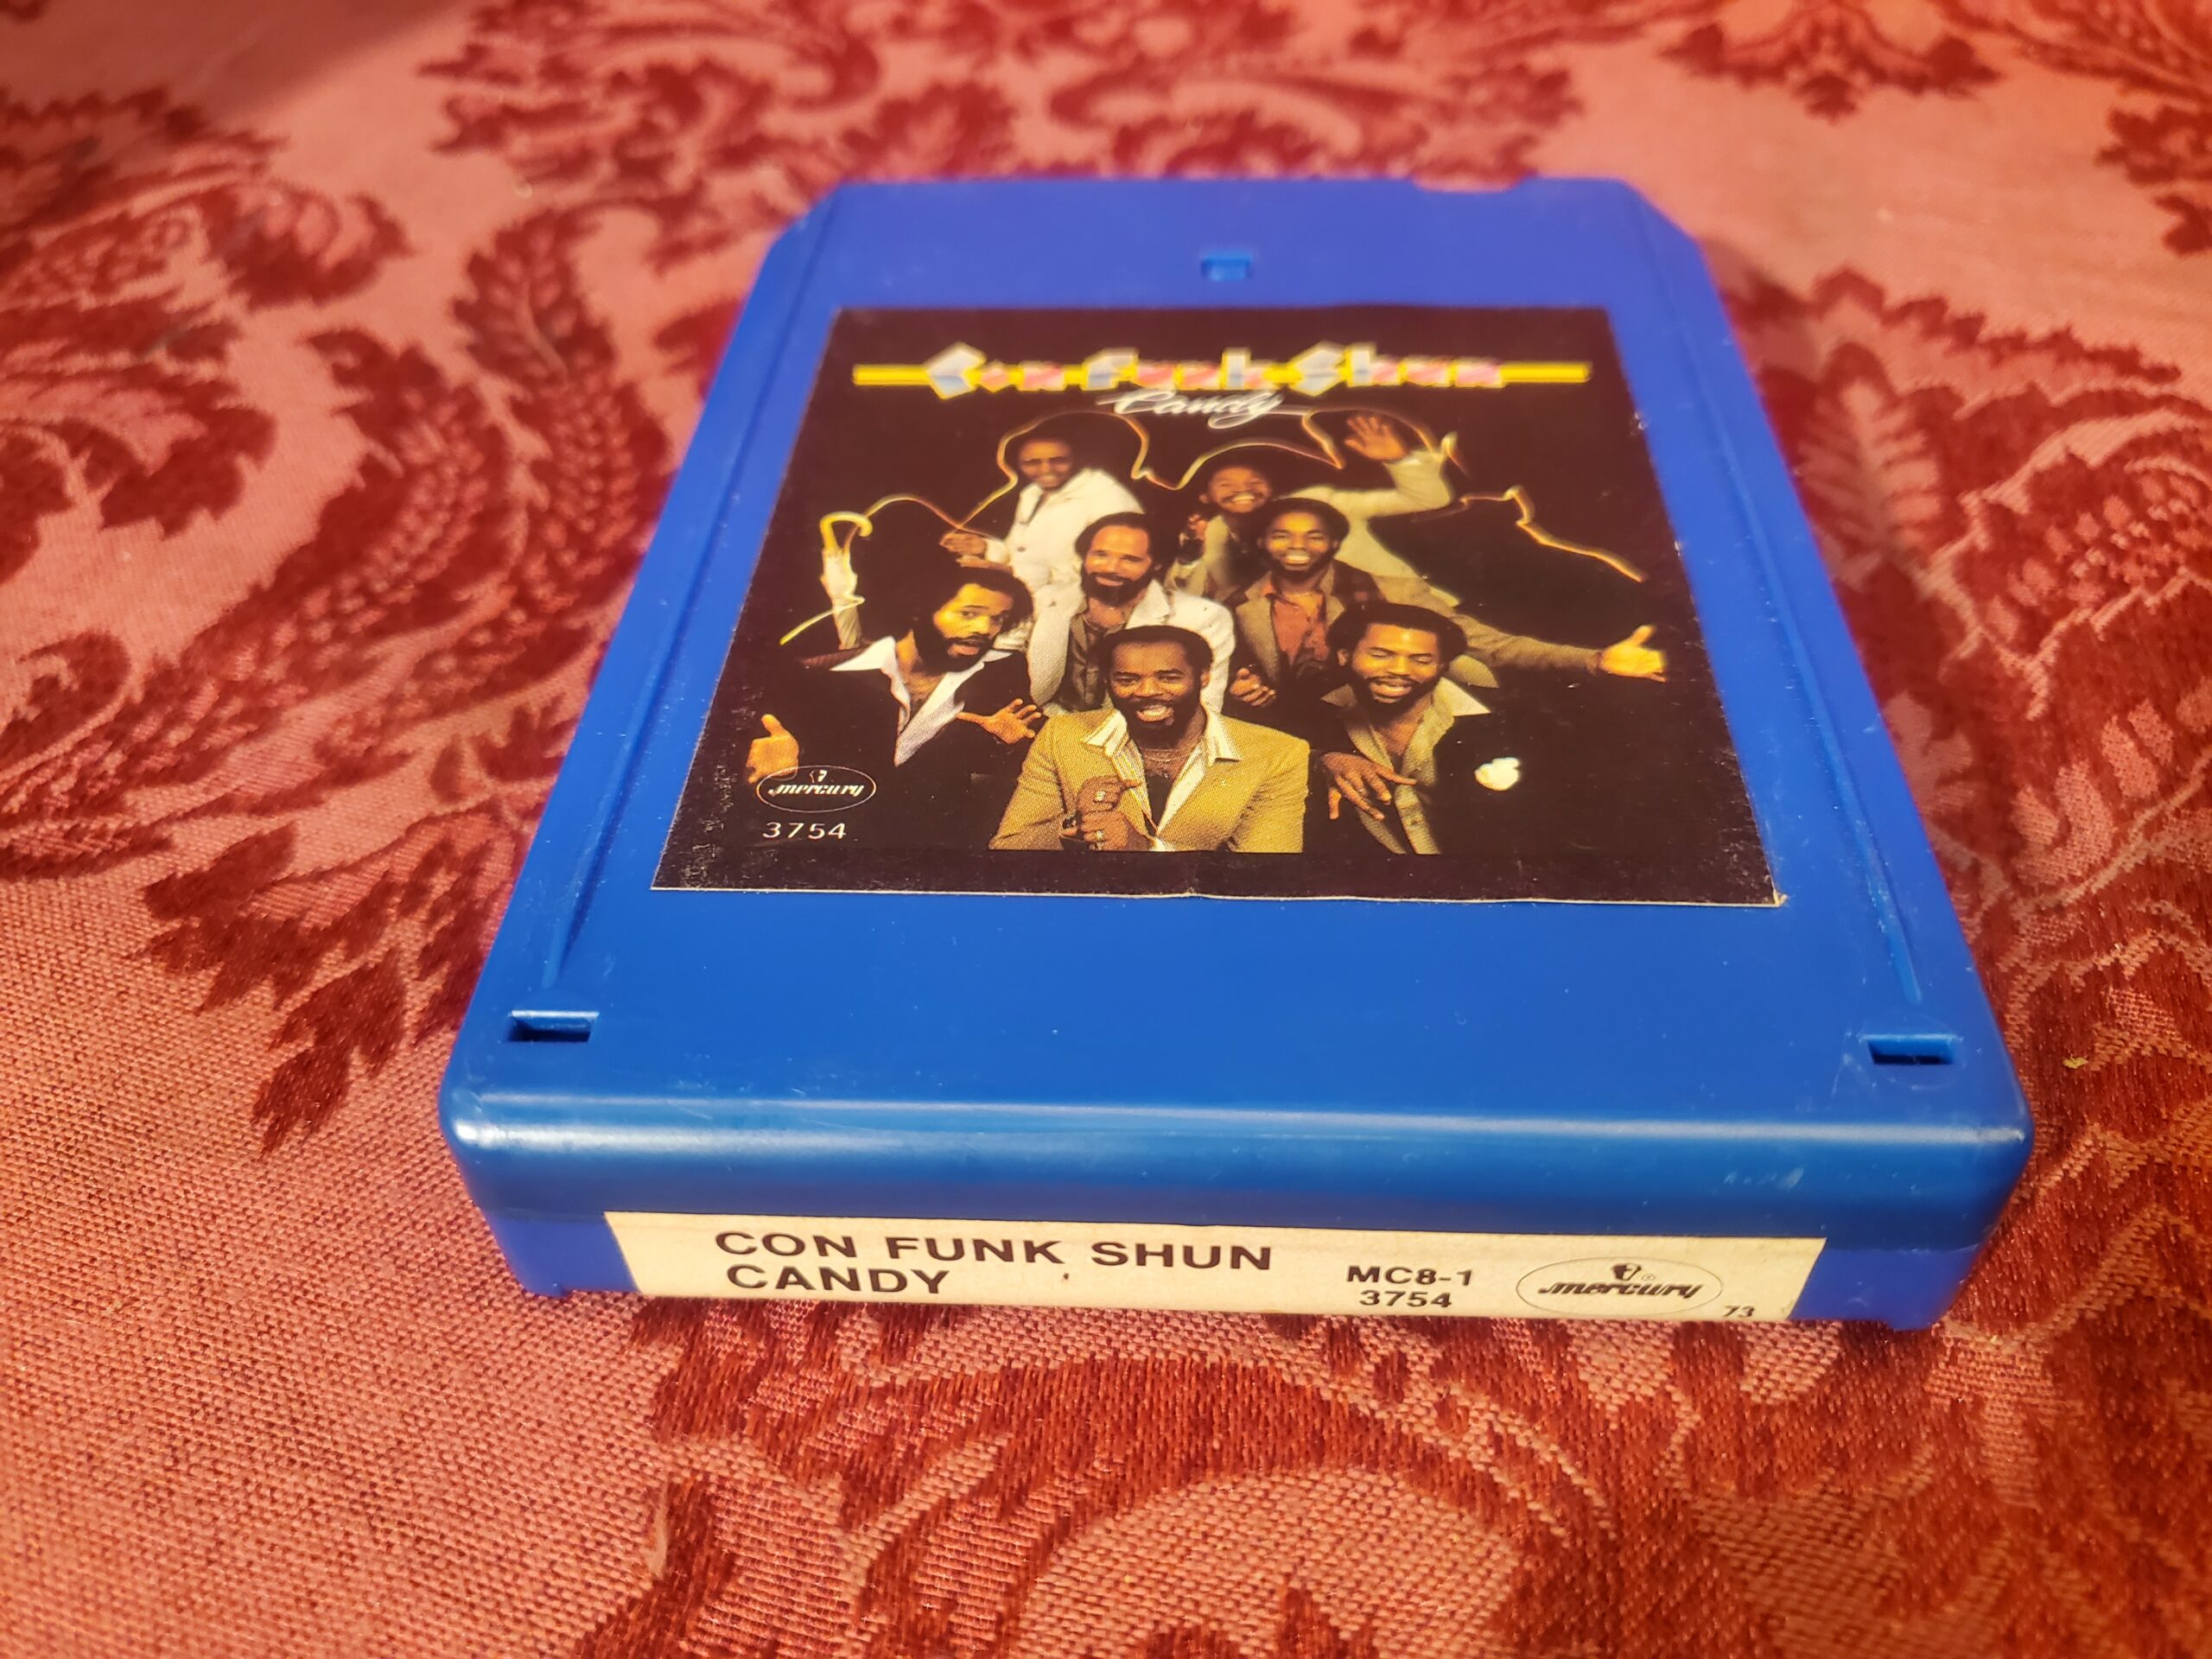 Con Funk Shun
Candy
mercury
3754
CON FUNK SHUN
CANDY
MC8-1
3754
mercury ®
73